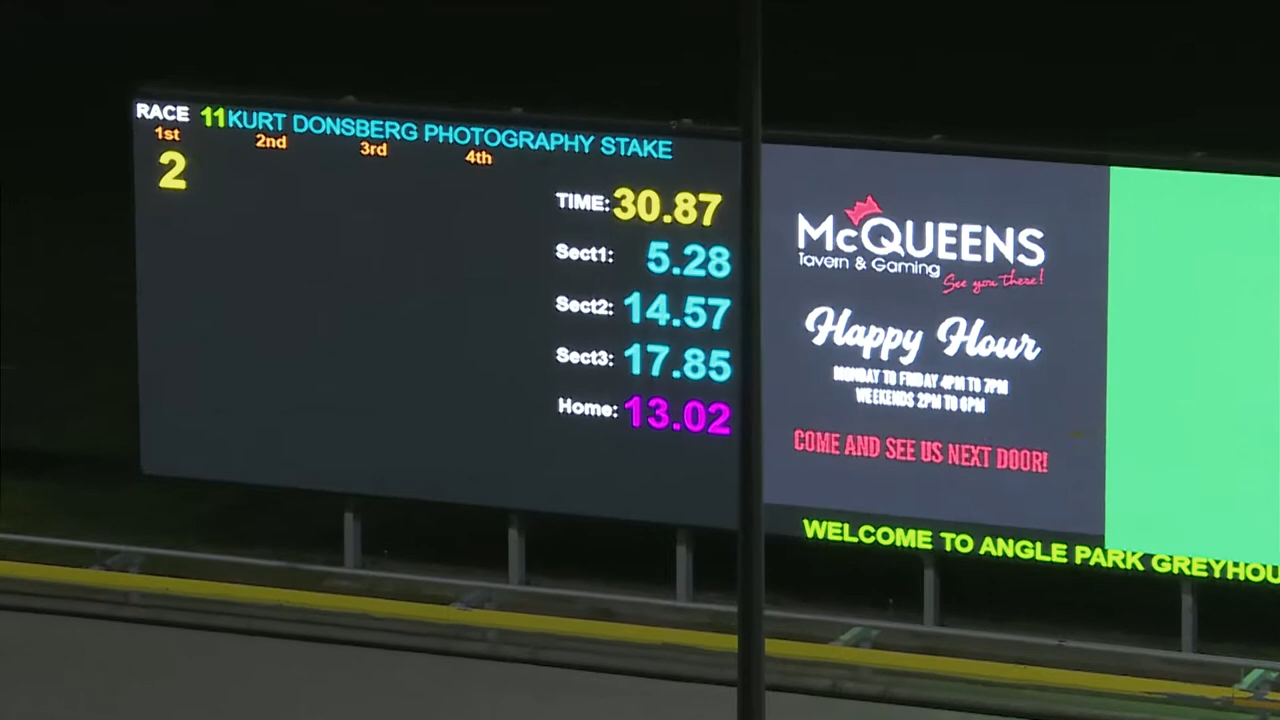 RACE 11 KURT DONSBERG PHOTOGRAPHY STAKE
1st 2nd 3rd 4th
2
TIME: 30.87
Sect1: 5.28
Sect2: 14.57
Sect3: 17.85
Home: 13.02
McQUEENS
Tavern & Gaming
See you there!
Happy Hour
MONDAY TO FRIDAY 4PM TO 7PM
WEEKENDS 2PM TO 6PM
COME AND SEE US NEXT DOOR!
WELCOME TO ANGLE PARK GREYHOU